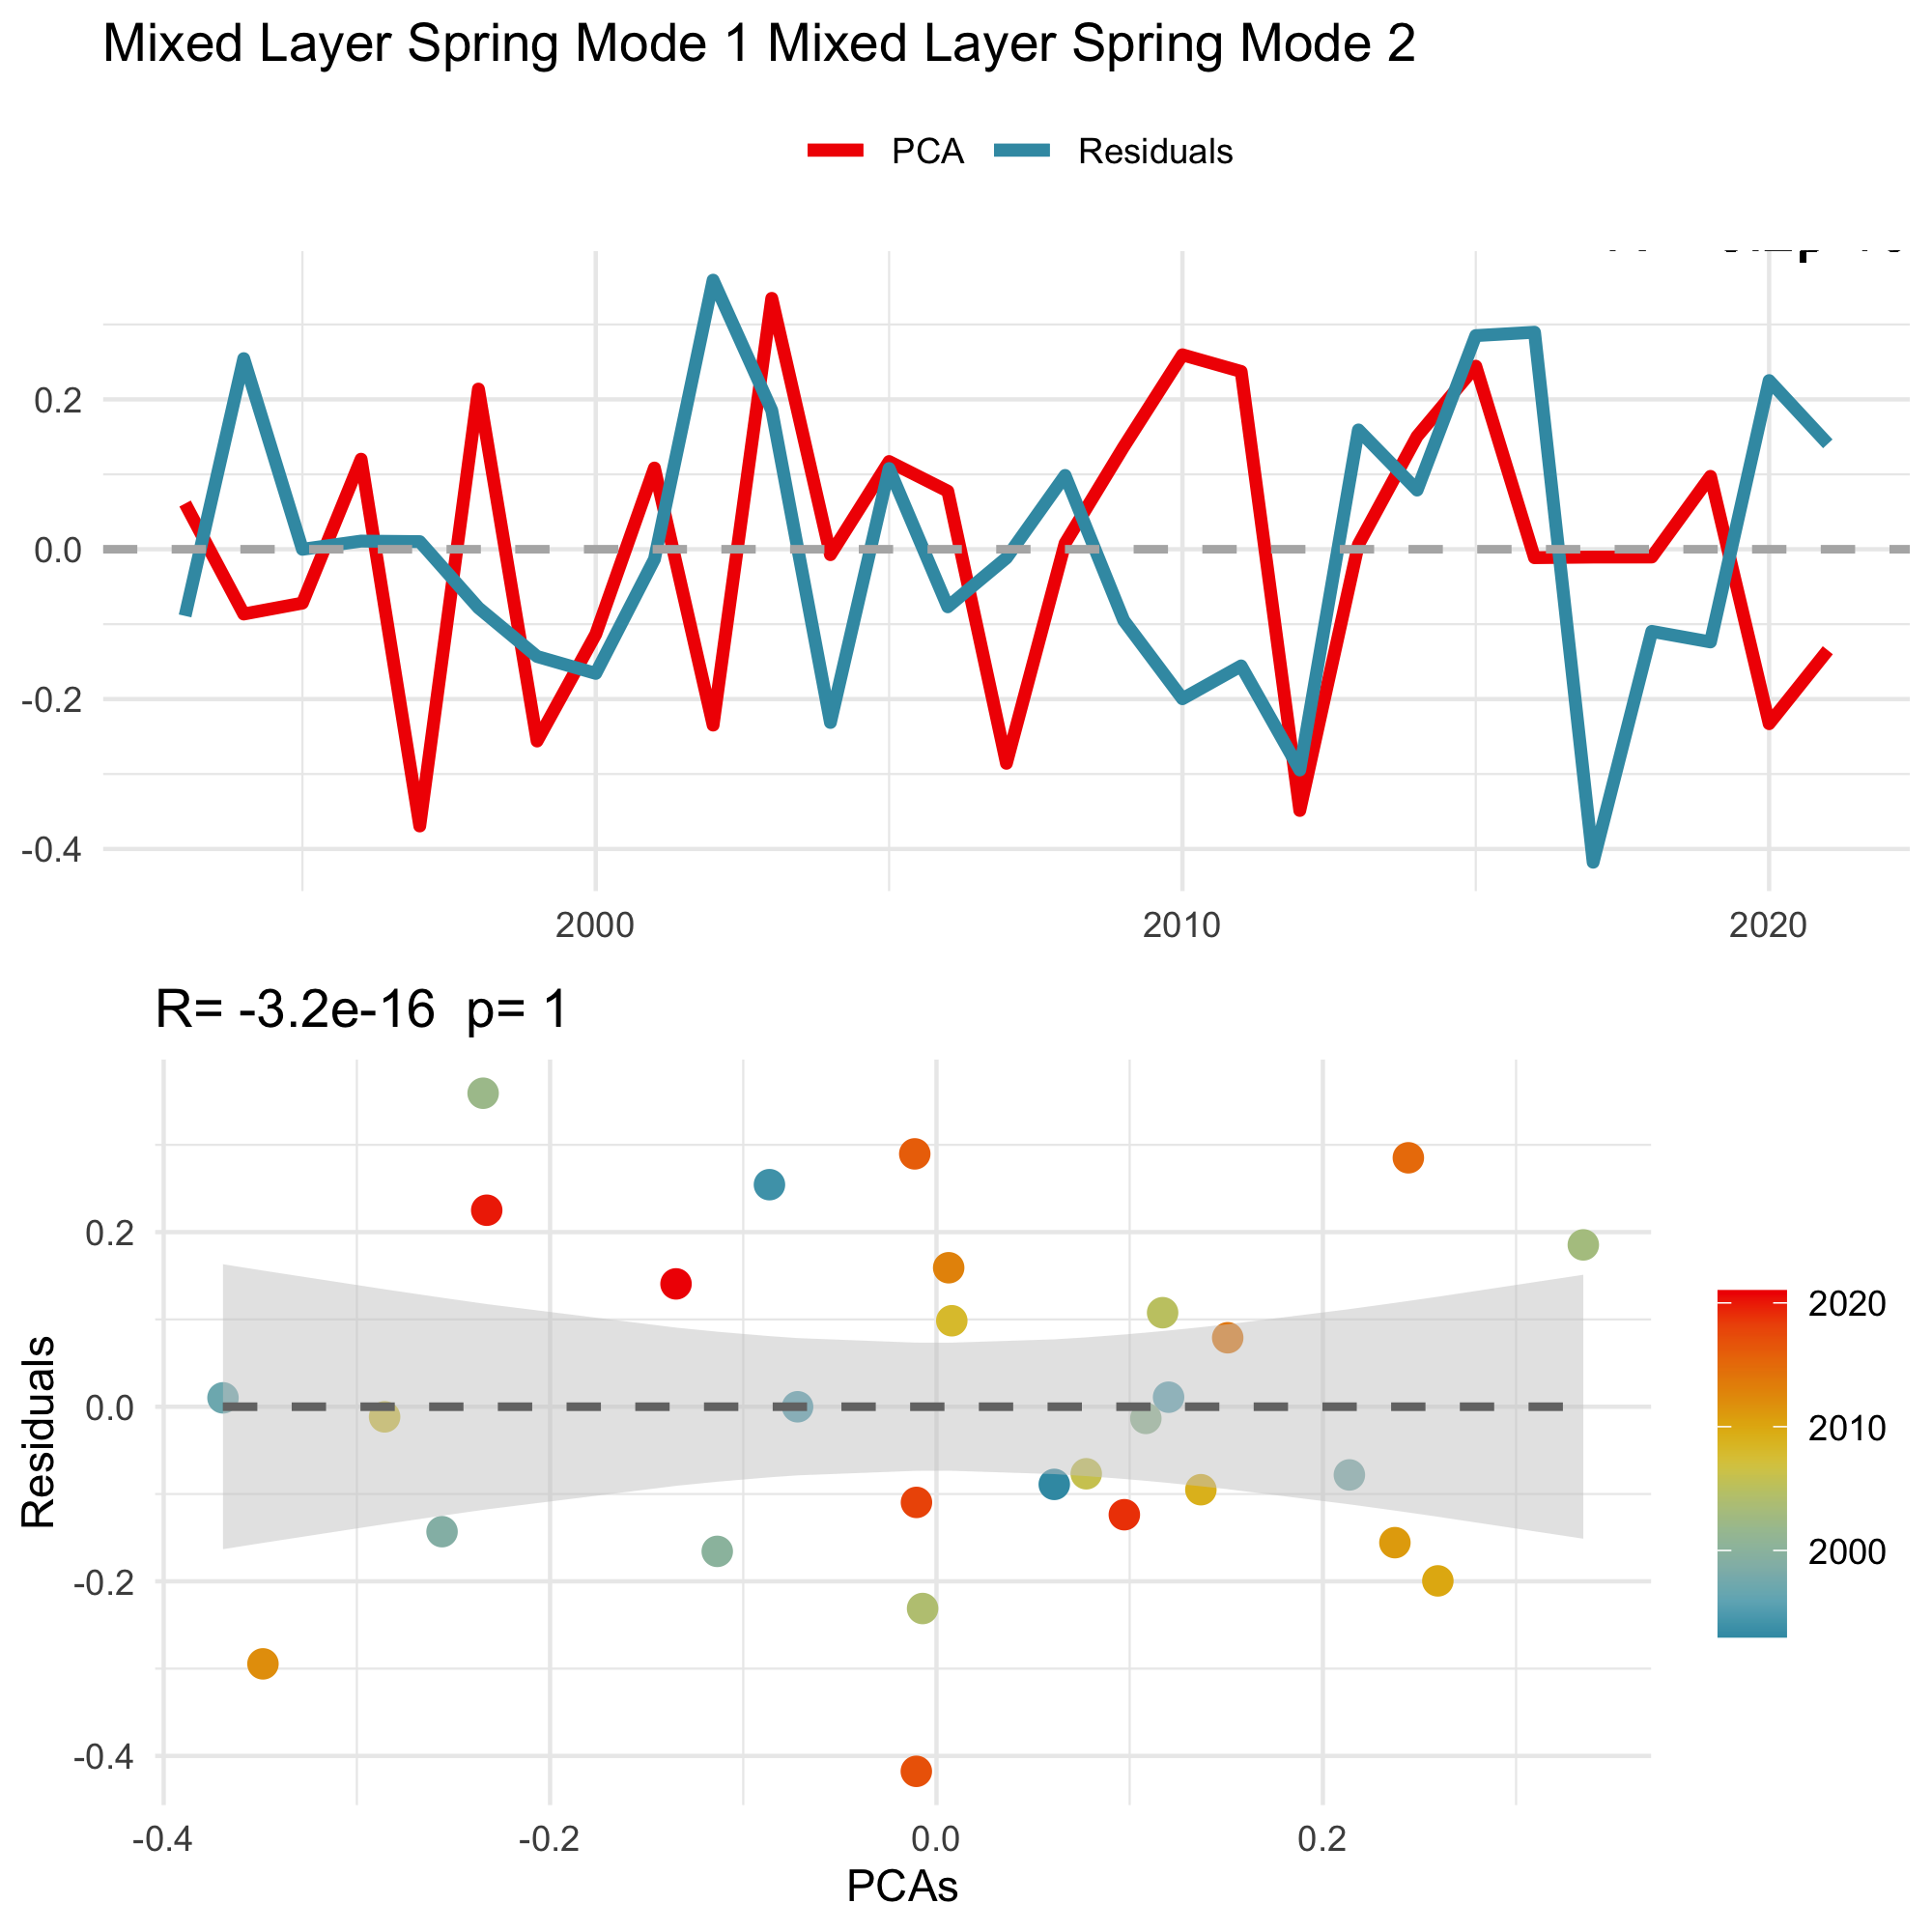 Mixed Layer Spring Mode 1 Mixed Layer Spring Mode 2
PCA Residuals
0.2
0.0
-0.2
-0.4
2000 2010 2020
R= -3.2e-16 p= 1
Residuals
0.2
0.0
-0.2
-0.4
-0.4 -0.2 0.0 0.2
PCAs
2020
2010
2000